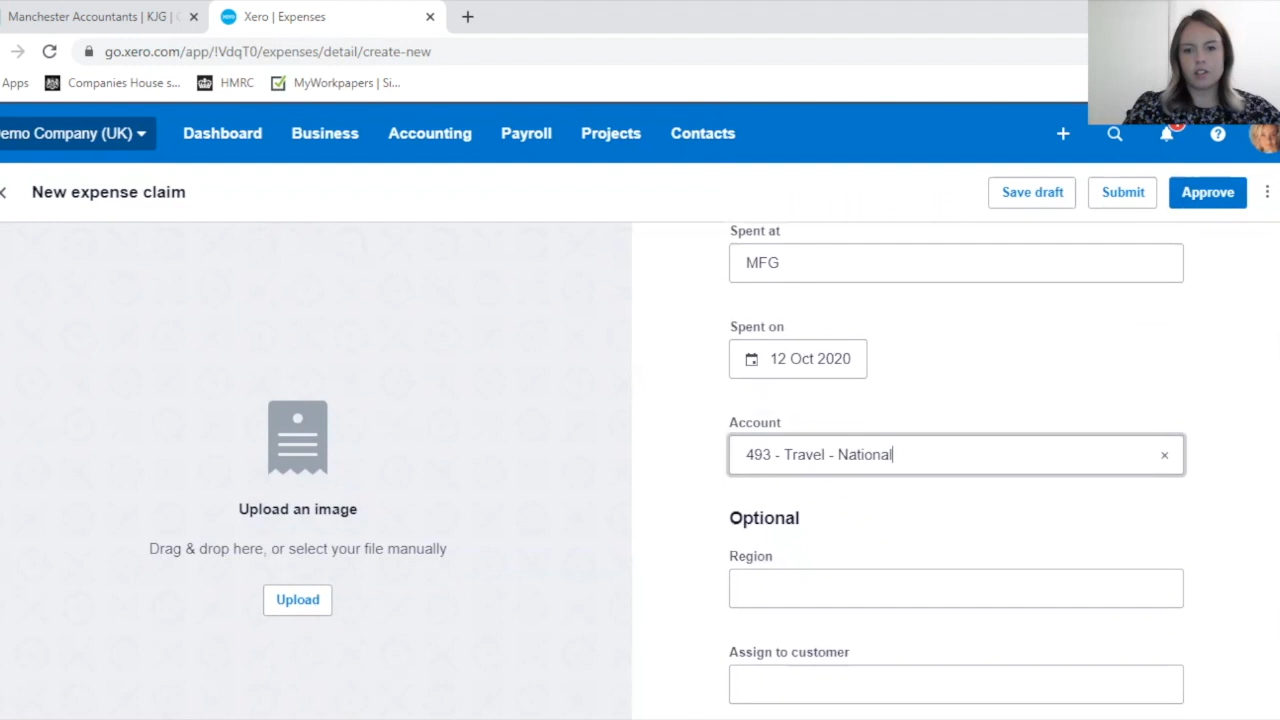 Manchester Accountants | KJG |
xero
Xero | Expenses
go.xero.com/app/!VdqT0/expenses/detail/create-new
Apps
Companies House s...
HMRC
MyWorkpapers | Si...
emo Company (UK)
Dashboard
Business
Accounting
Payroll
Projects
Contacts
New expense claim
Save draft
Submit
Approve
Spent at
MFG
Spent on
12 Oct 2020
Account
493 - Travel - National
Upload an image
Drag & drop here, or select your file manually
Upload
Optional
Region
Assign to customer